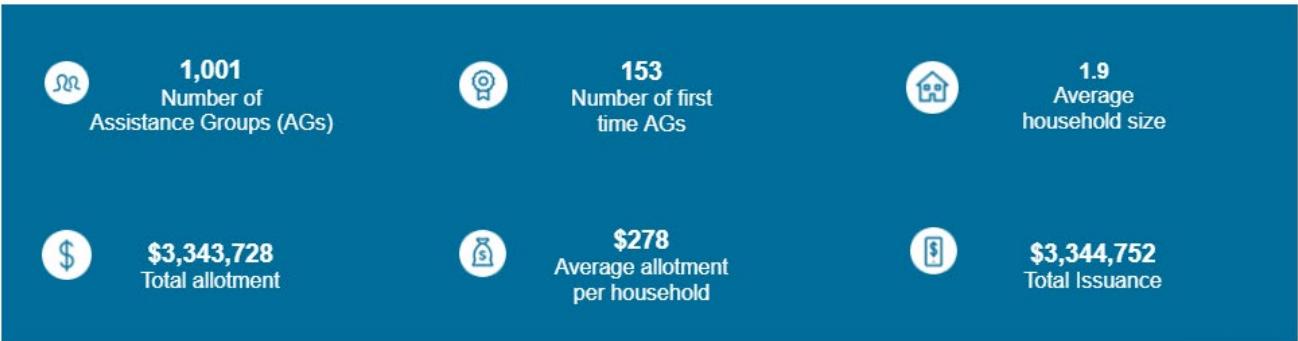 1,001
Number of
Assistance Groups (AGs)
153
Number of first
time AGs
1.9
Average
household size
$3,343,728
Total allotment
$278
Average allotment
per household
$3,344,752
Total Issuance